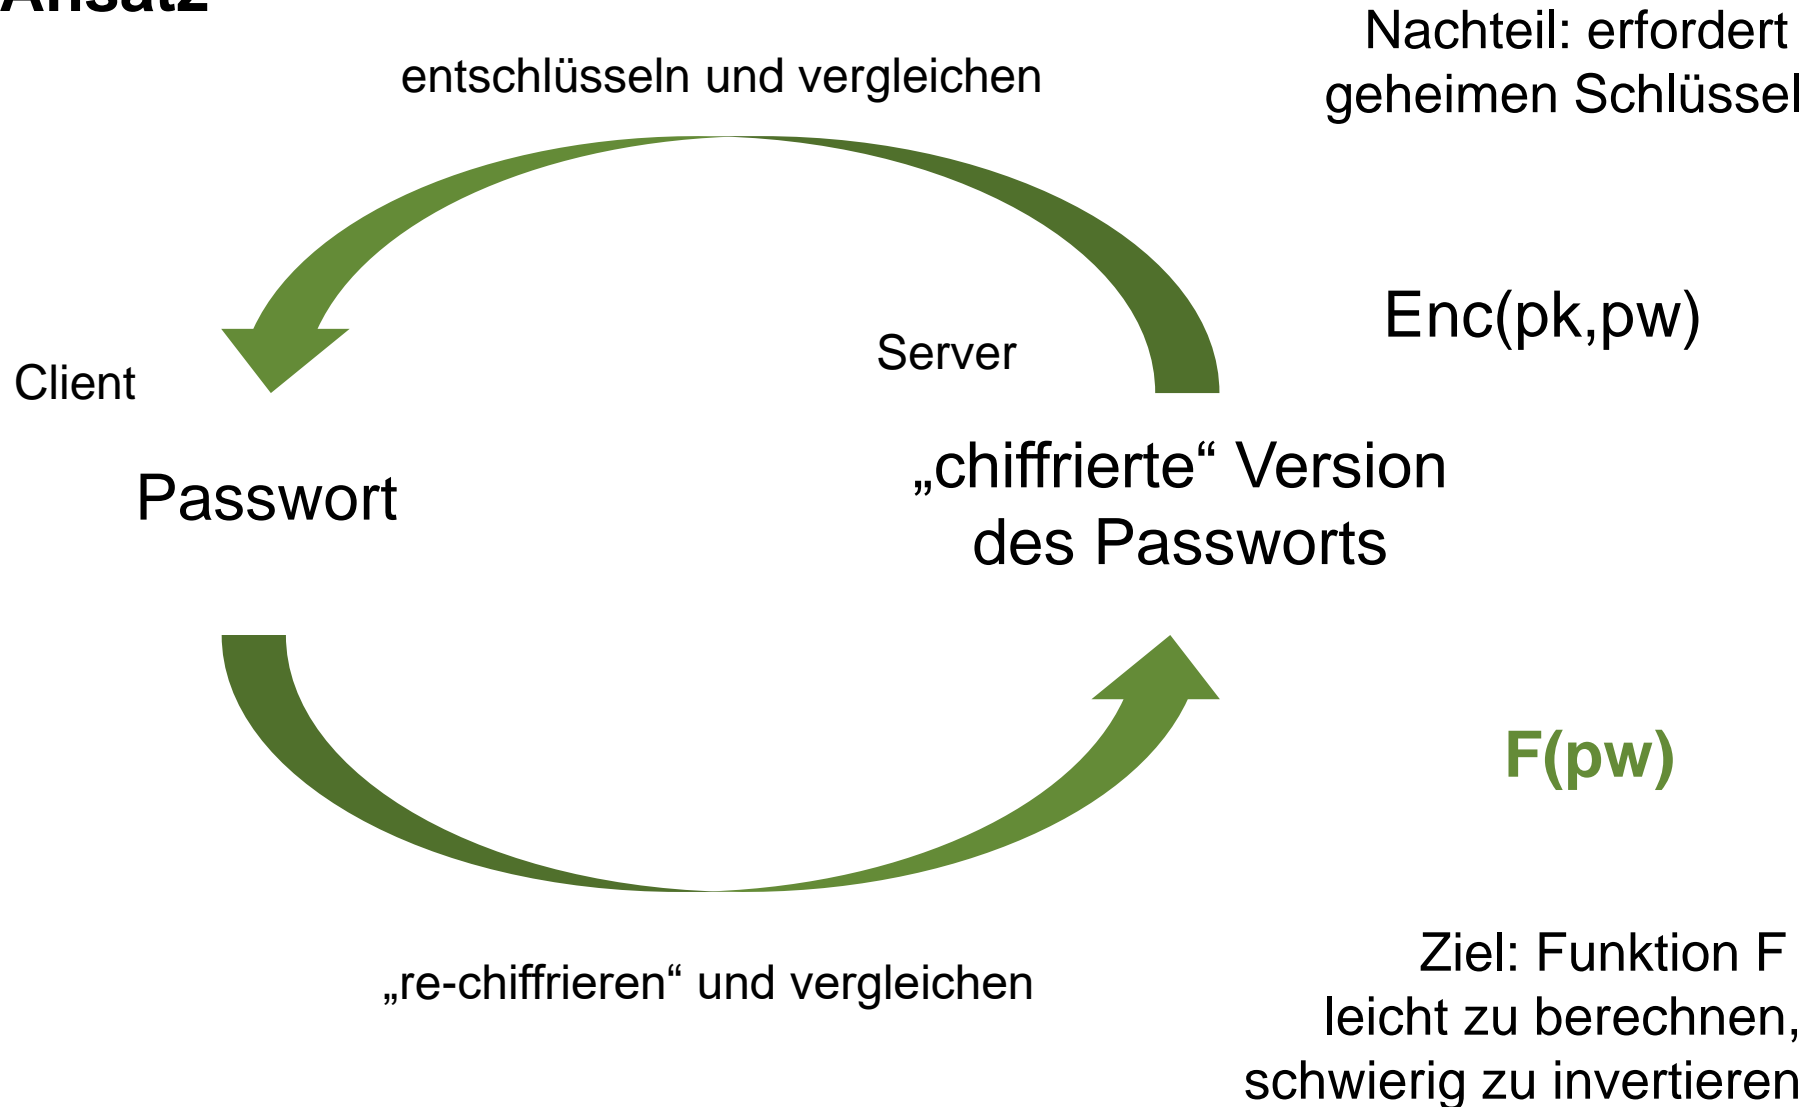 Ansatz
Nachteil: erfordert
geheimen Schlüssel
entschlüsseln und vergleichen
Enc(pk,pw)
Server
Client
„chiffrierte“ Version
des Passworts
Passwort
F(pw)
„re-chiffrieren“ und vergleichen
Ziel: Funktion F
leicht zu berechnen,
schwierig zu invertieren